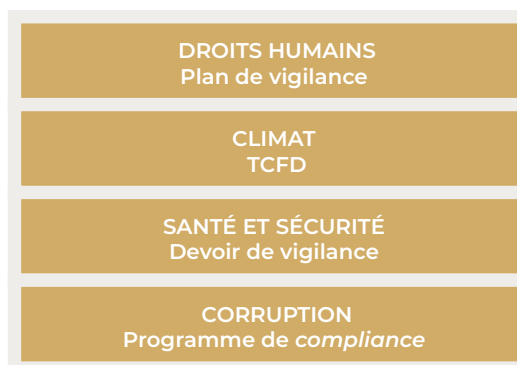 DROITS HUMAINS
Plan de vigilance
CLIMAT
TCFD
SANTÉ ET SÉCURITÉ
Devoir de vigilance
CORRUPTION
Programme de compliance